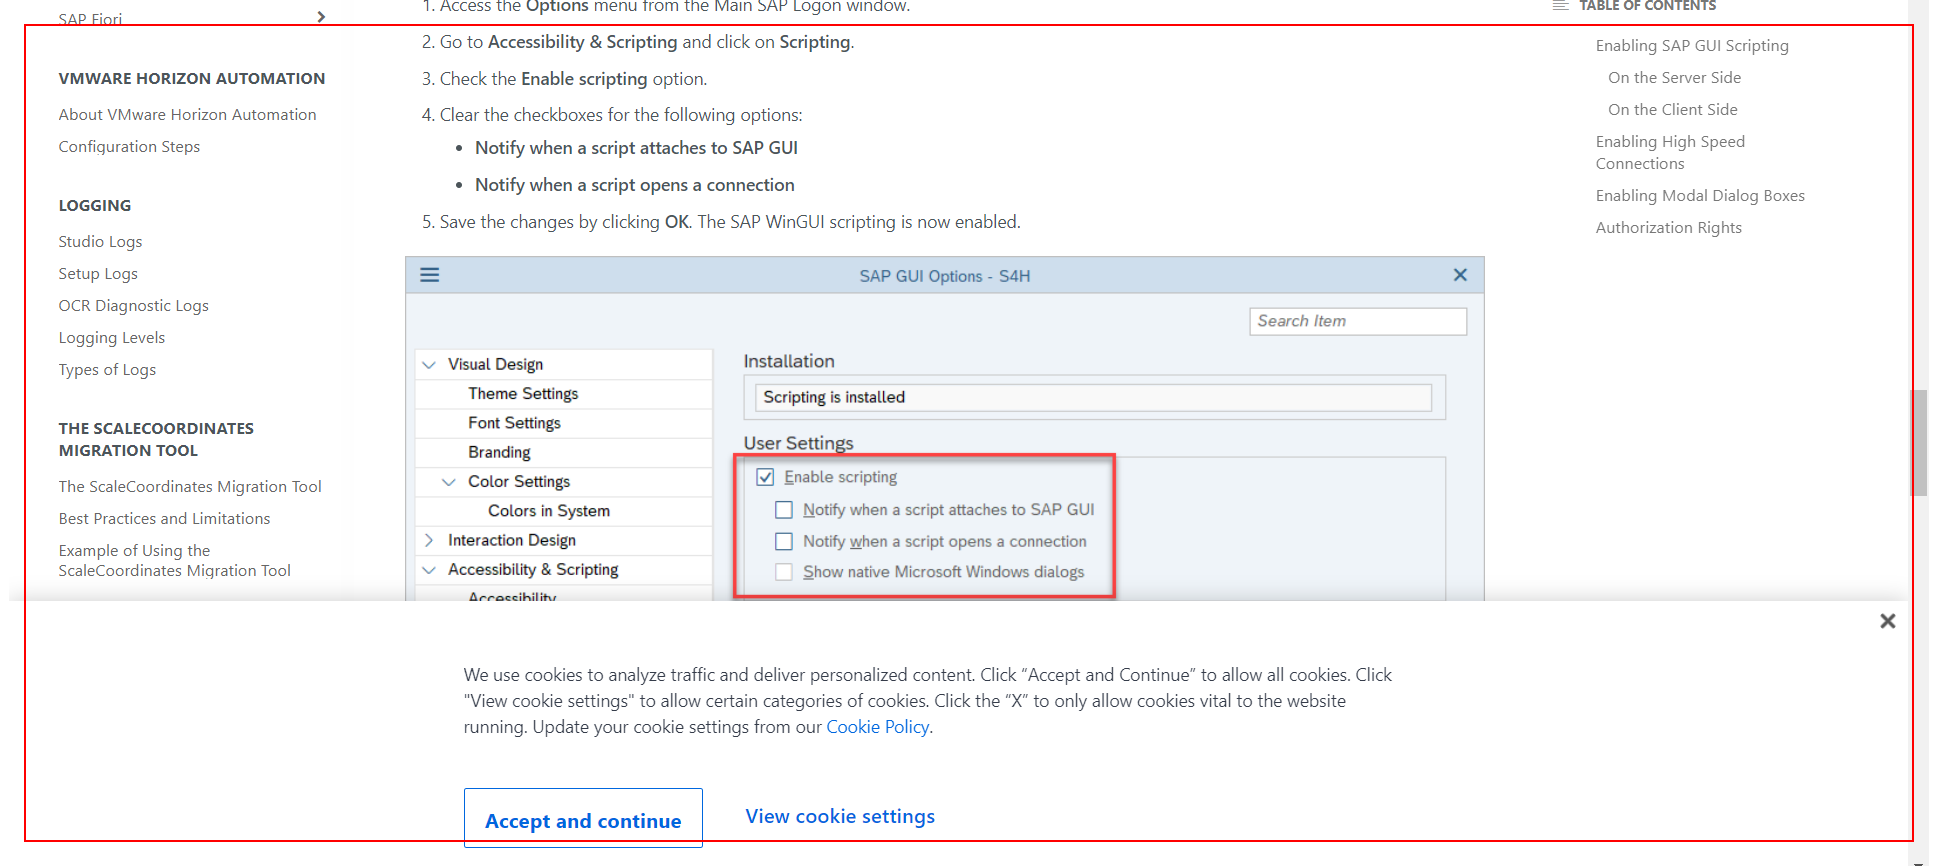 SAP Fiori
VMWARE HORIZON AUTOMATION
About VMware Horizon Automation
Configuration Steps
LOGGING
Studio Logs
Setup Logs
OCR Diagnostic Logs
Logging Levels
Types of Logs
THE SCALECOORDINATES
MIGRATION TOOL
The ScaleCoordinates Migration Tool
Best Practices and Limitations
Example of Using the
ScaleCoordinates Migration Tool
1. Access the Options menu from the Main SAP Logon window.
2. Go to Accessibility & Scripting and click on Scripting.
3. Check the Enable scripting option.
4. Clear the checkboxes for the following options:
• Notify when a script attaches to SAP GUI
• Notify when a script opens a connection
5. Save the changes by clicking OK. The SAP WinGUI scripting is now enabled.
SAP GUI Options - S4H
Search Item
Visual Design
Theme Settings
Font Settings
Branding
Color Settings
Colors in System
Interaction Design
Accessibility & Scripting
Accessibility
Installation
Scripting is installed
User Settings
Enable scripting
Notify when a script attaches to SAP GUI
Notify when a script opens a connection
Show native Microsoft Windows dialogs
TABLE OF CONTENTS
Enabling SAP GUI Scripting
On the Server Side
On the Client Side
Enabling High Speed
Connections
Enabling Modal Dialog Boxes
Authorization Rights
We use cookies to analyze traffic and deliver personalized content. Click “Accept and Continue” to allow all cookies. Click
"View cookie settings" to allow certain categories of cookies. Click the “X” to only allow cookies vital to the website
running. Update your cookie settings from our Cookie Policy.
Accept and continue
View cookie settings